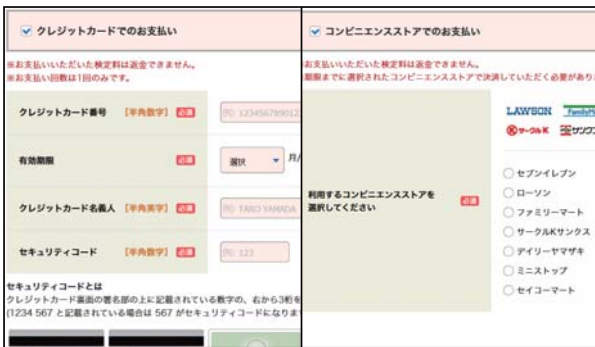 クレジットカードでのお支払い
※お支払いいただいた検定料は返金できません。
※お支払い回数は1回のみです。
クレジットカード番号 [半角数字] 必須
例) 123456789012
有効期限 必須
選択 月/
クレジットカード名義人 [半角英字] 必須
例) TARO YAMADA
セキュリティコード [半角数字] 必須
例) 123
セキュリティコードとは
クレジットカード裏面の署名部の上に記載されている数字の、右から3桁を
(1234 567 と記載されている場合は 567 がセキュリティコードになりま
コンビニエンスストアでのお支払い
お支払いいただいた検定料は返金できません。
期限までに選択されたコンビニエンスストアで決済していただく必要があり
LAWSON FamilyM
サークルK サンクス
利用するコンビニエンスストアを
選択してください 必須
セブンイレブン
ローソン
ファミリーマート
サークルKサンクス
デイリーヤマザキ
ミニストップ
セイコーマート